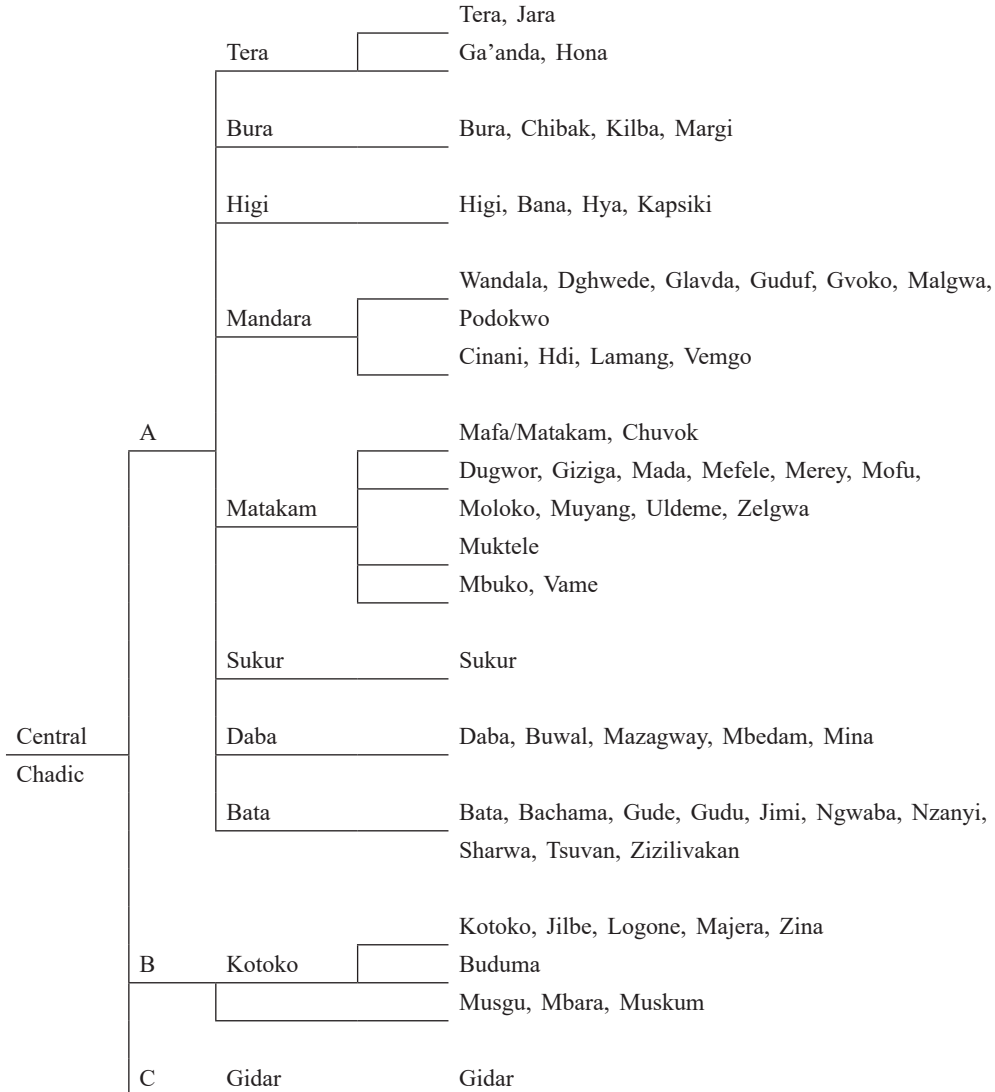 Tera, Jara
Tera
Ga’anda, Hona
Bura
Bura, Chibak, Kilba, Margi
Higi
Higi, Bana, Hya, Kapsiki
Wandala, Dghwede, Glavda, Guduf, Gvoko, Malgwa,
Mandara
Podokwo
Cinani, Hdi, Lamang, Vemgo
A
Mafa/Matakam, Chuvok
Dugwor, Giziga, Mada, Mefele, Merey, Mofu,
Matakam
Moloko, Muyang, Uldeme, Zelgwa
Muktele
Mbuko, Vame
Sukur
Sukur
Central
Daba
Daba, Buwal, Mazagway, Mbedam, Mina
Chadic
Bata
Bata, Bachama, Gude, Gudu, Jimi, Ngwaba, Nzanyi,
Sharwa, Tsuvan, Zizilivakan
Kotoko, Jilbe, Logone, Majera, Zina
B
Kotoko
Buduma
Musgu, Mbara, Muskum
C
Gidar
Gidar